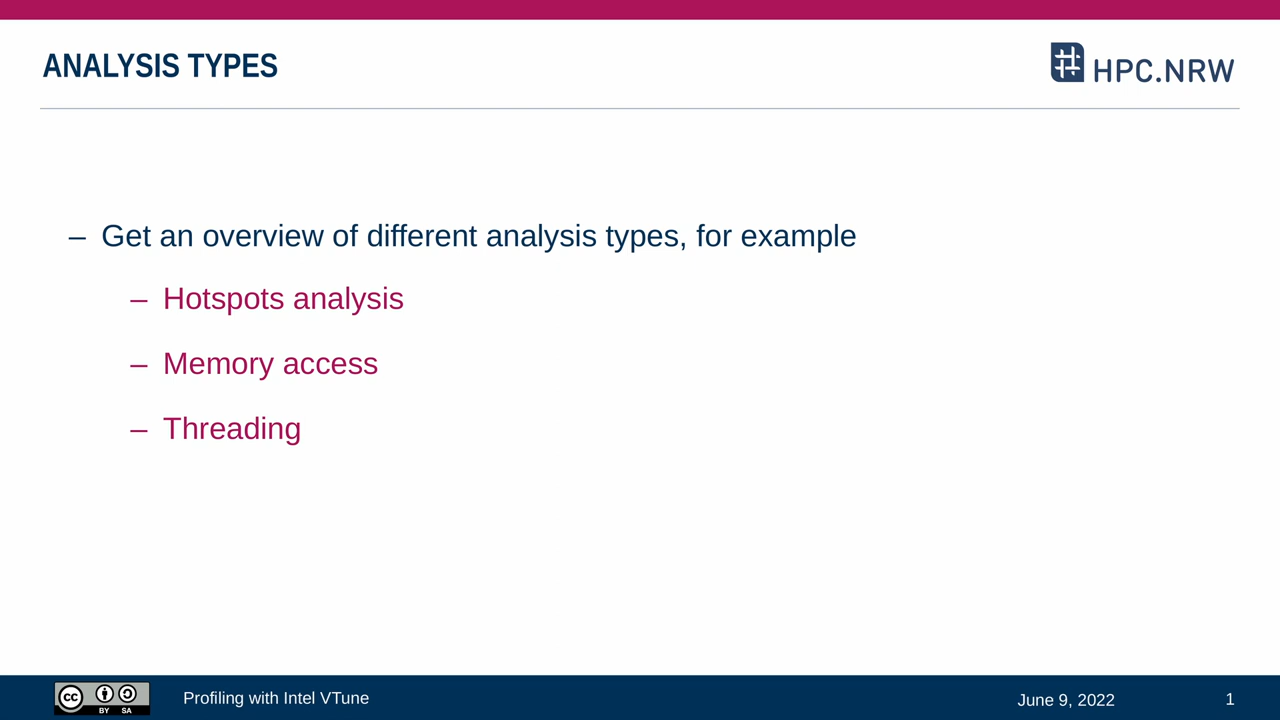 ANALYSIS TYPES
HPC.NRW
– Get an overview of different analysis types, for example
– Hotspots analysis
– Memory access
– Threading
cc
BY SA
Profiling with Intel VTune
June 9, 2022
1